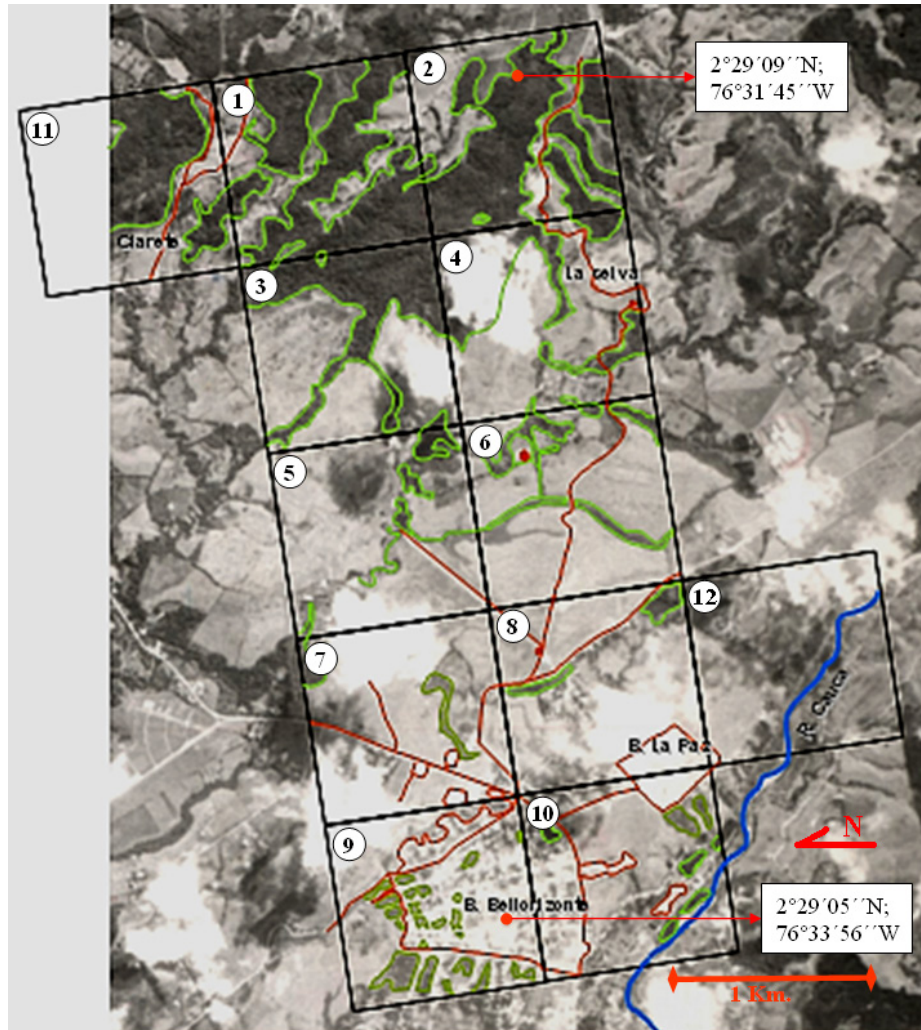 2
2°29´09´´N;
76°31´45´´W
1
11
Clarete
4
La selva
3
6
5
12
8
7
R. Cauca
B. la Paz
10
N
9
B. Bellorizonte
2°29´05´´N;
76°33´56´´W
1 Km.